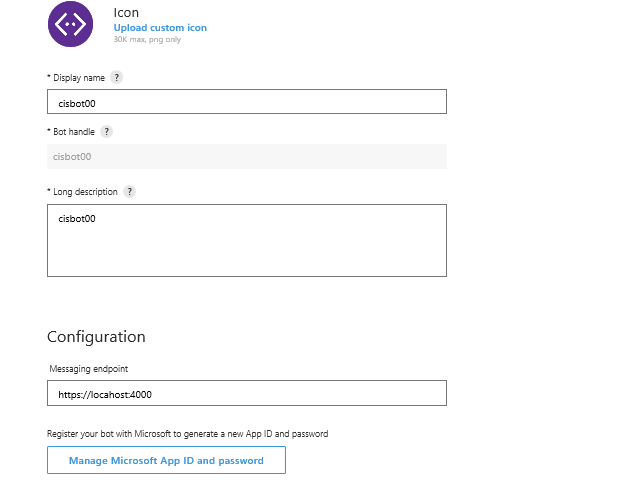 Icon
Upload custom icon
30K max, png only
* Display name ?
cisbot00
* Bot handle ?
cisbot00
* Long description ?
cisbot00
Configuration
Messaging endpoint
https://locahost:4000
Register your bot with Microsoft to generate a new App ID and password
Manage Microsoft App ID and password